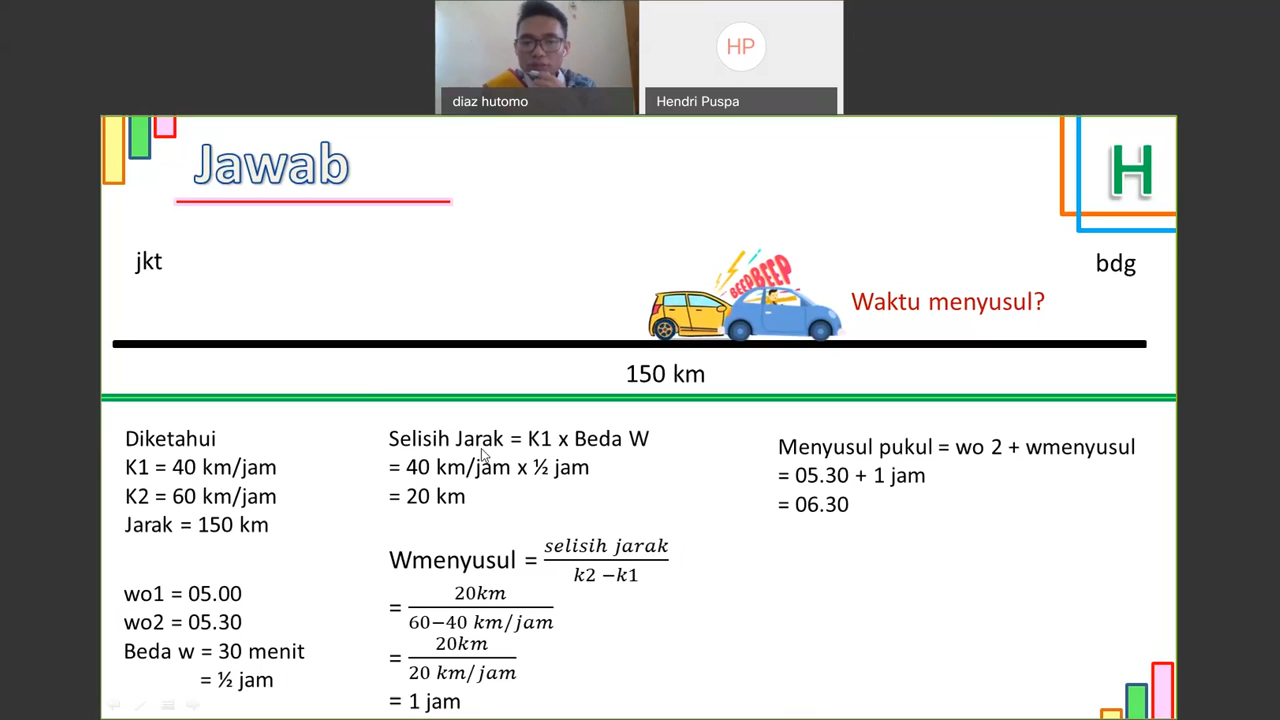 HP
diaz hutomo
Hendri Puspa
Jawab
H
jkt
bdg
BEEP BEEP
Waktu menyusul?
150 km
Diketahui
K1 = 40 km/jam
K2 = 60 km/jam
Jarak = 150 km
wo1 = 05.00
wo2 = 05.30
Beda w = 30 menit
= ½ jam
Selisih Jarak = K1 x Beda W
= 40 km/jam x ½ jam
= 20 km
Wmenyusul = selisih jarak
k2 −k1
= 20km
60−40 km/jam
= 20km
20 km/jam
= 1 jam
Menyusul pukul = wo 2 + wmenyusul
= 05.30 + 1 jam
= 06.30